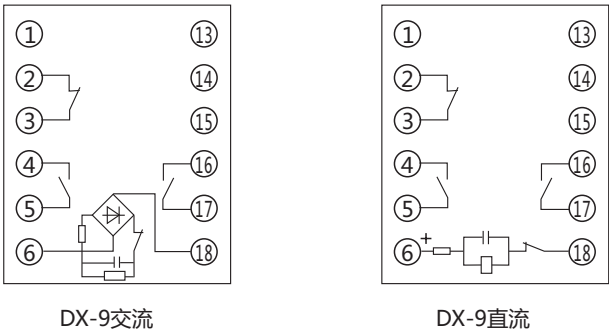 ① ⑬ ① ⑬
② ⑭ ② ⑭
③ ⑮ ③ ⑮
④ ⑯ ④ ⑯
⑤ ⑰ ⑤ ⑰
⑥ ⑱ ⑥ + ⑱
DX-9交流 DX-9直流